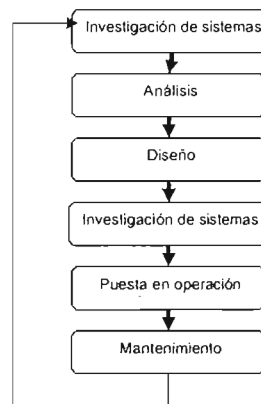 Investigación de sistemas
Análisis
Diseño
Investigación de sistemas
Puesta en operación
Mantenimiento